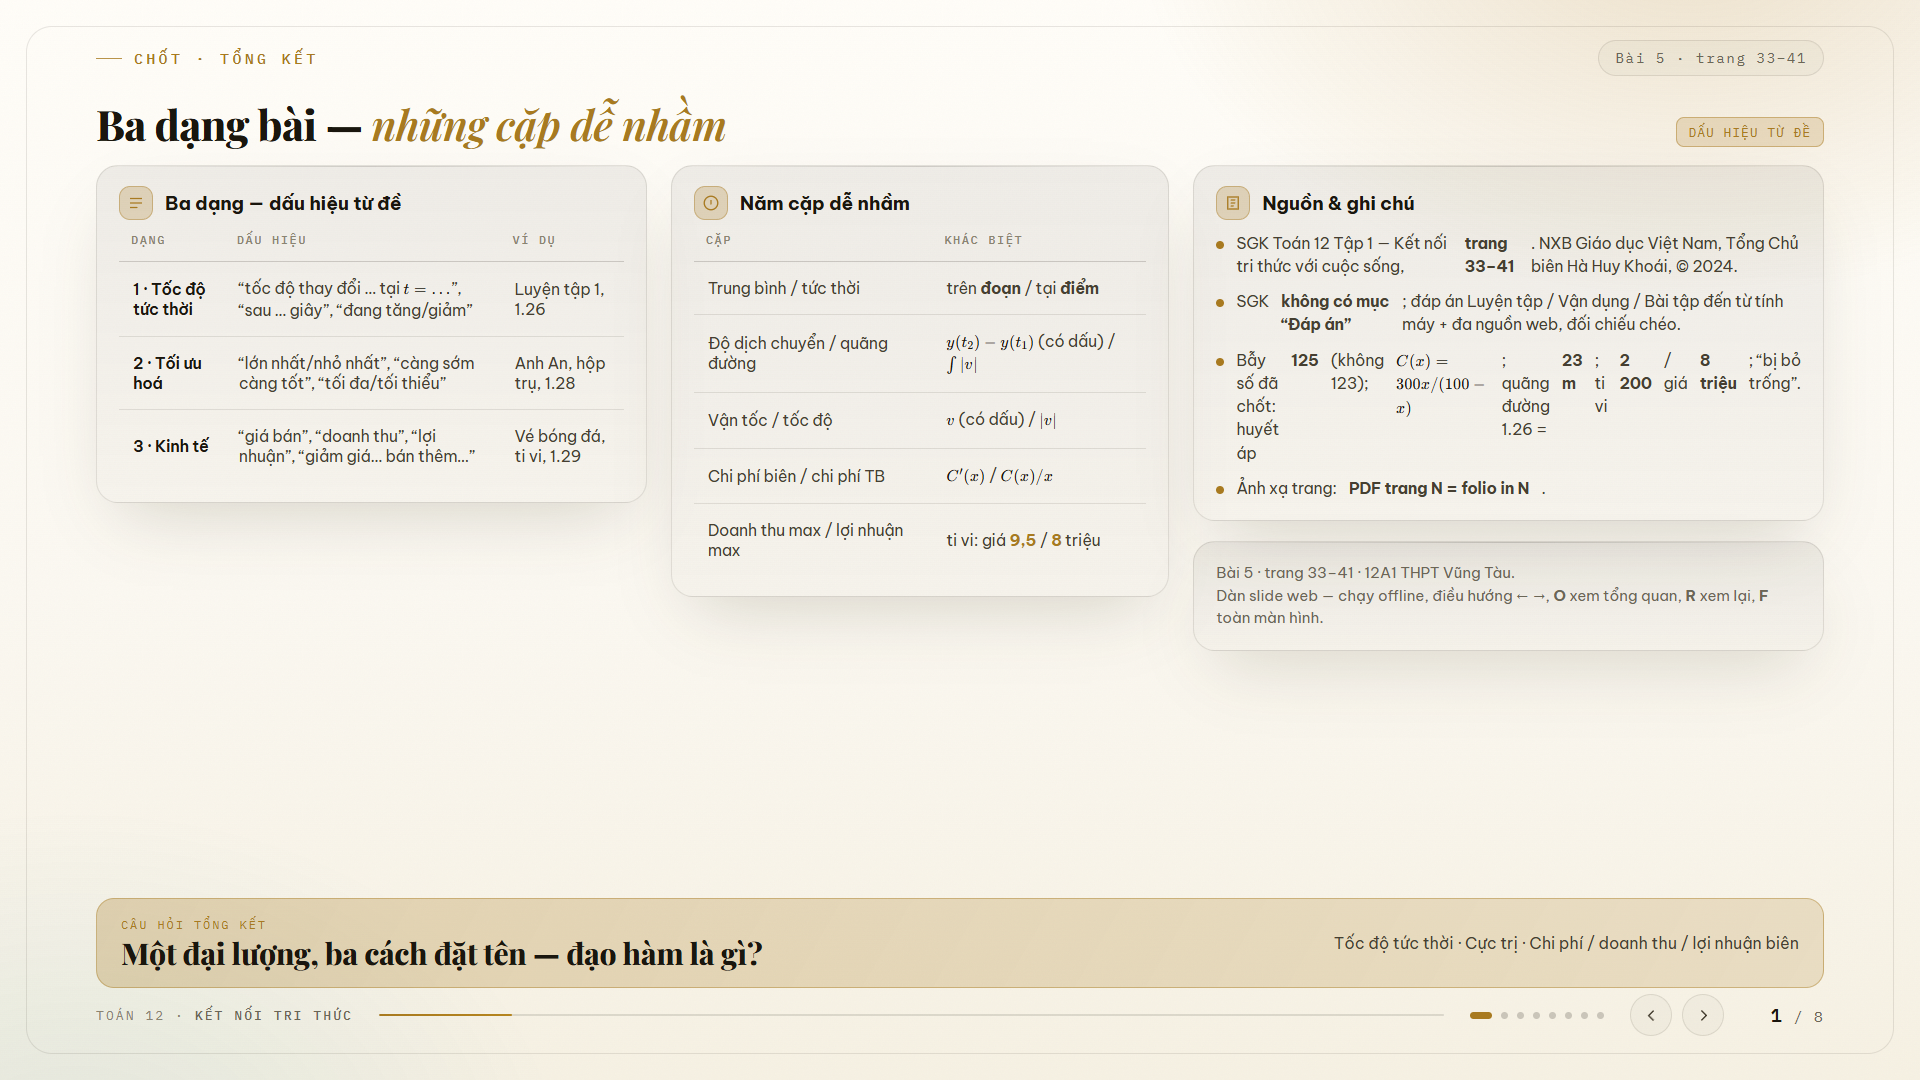 CHỐT · TỔNG KẾT
Bài 5 · trang 33–41
Ba dạng bài — những cặp dễ nhầm
DẤU HIỆU TỪ ĐỀ
Ba dạng — dấu hiệu từ đề
DẠNG DẤU HIỆU VÍ DỤ
1 · Tốc độ tức thời “tốc độ thay đổi … tại t = …”, “sau … giây”, “đang tăng/giảm” Luyện tập 1, 1.26
2 · Tối ưu hoá “lớn nhất/nhỏ nhất”, “càng sớm càng tốt”, “tối đa/tối thiểu” Anh An, hộp trụ, 1.28
3 · Kinh tế “giá bán”, “doanh thu”, “lợi nhuận”, “giảm giá… bán thêm…” Vé bóng đá, ti vi, 1.29
Năm cặp dễ nhầm
CẶP KHÁC BIỆT
Trung bình / tức thời trên đoạn / tại điểm
Độ dịch chuyển / quãng đường y(t₂) − y(t₁) (có dấu) / ∫ |v|
Vận tốc / tốc độ v (có dấu) / |v|
Chi phí biên / chi phí TB C′(x) / C(x)/x
Doanh thu max / lợi nhuận max ti vi: giá 9,5 / 8 triệu
Nguồn & ghi chú
SGK Toán 12 Tập 1 — Kết nối tri thức với cuộc sống, trang 33–41 . NXB Giáo dục Việt Nam, Tổng Chủ biên Hà Huy Khoái, © 2024.
SGK không có mục “Đáp án” ; đáp án Luyện tập / Vận dụng / Bài tập đến từ tính máy + đa nguồn web, đối chiếu chéo.
Bẫy số đã chốt: huyết áp 125 (không 123); C(x) = 300x/(100 − x) ; quãng đường 1.26 = 23 m ; ti vi 2 200 / giá 8 triệu ; “bị bỏ trống”.
Ảnh xạ trang: PDF trang N = folio in N .
Bài 5 · trang 33–41 · 12A1 THPT Vũng Tàu.
Dàn slide web — chạy offline, điều hướng ← →, O xem tổng quan, R xem lại, F
toàn màn hình.
CÂU HỎI TỔNG KẾT
Một đại lượng, ba cách đặt tên — đạo hàm là gì?
Tốc độ tức thời · Cực trị · Chi phí / doanh thu / lợi nhuận biên
TOÁN 12 · KẾT NỐI TRI THỨC
1 / 8